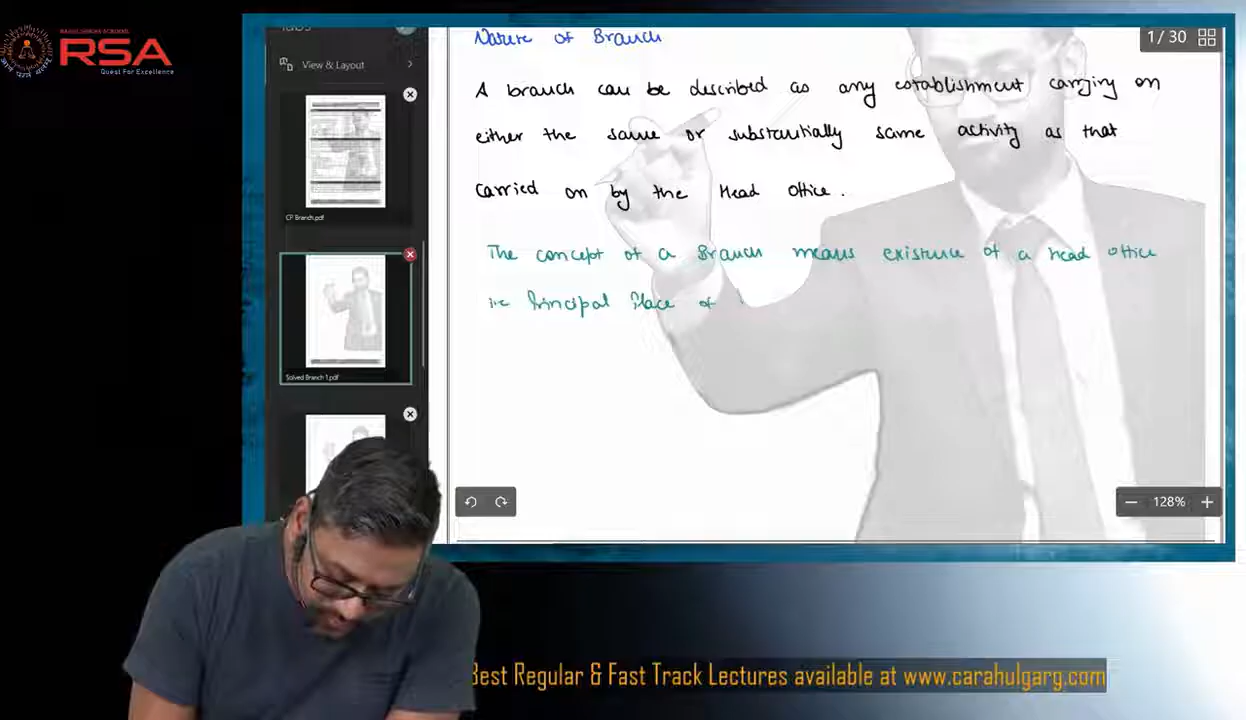 RSA
Quest For Excellence
View & Layout
CF Branch.pdf
Solved Branch 1.pdf
1 / 30
Nature of Branch
A branch can be described as any establishment carrying on
either the same or substantially same activity as that
carried on by the Head Office.
The concept of a Branch means existence of a head office
i.e Principal Place of
128%
Best Regular & Fast Track Lectures available at www.carahulgarg.com